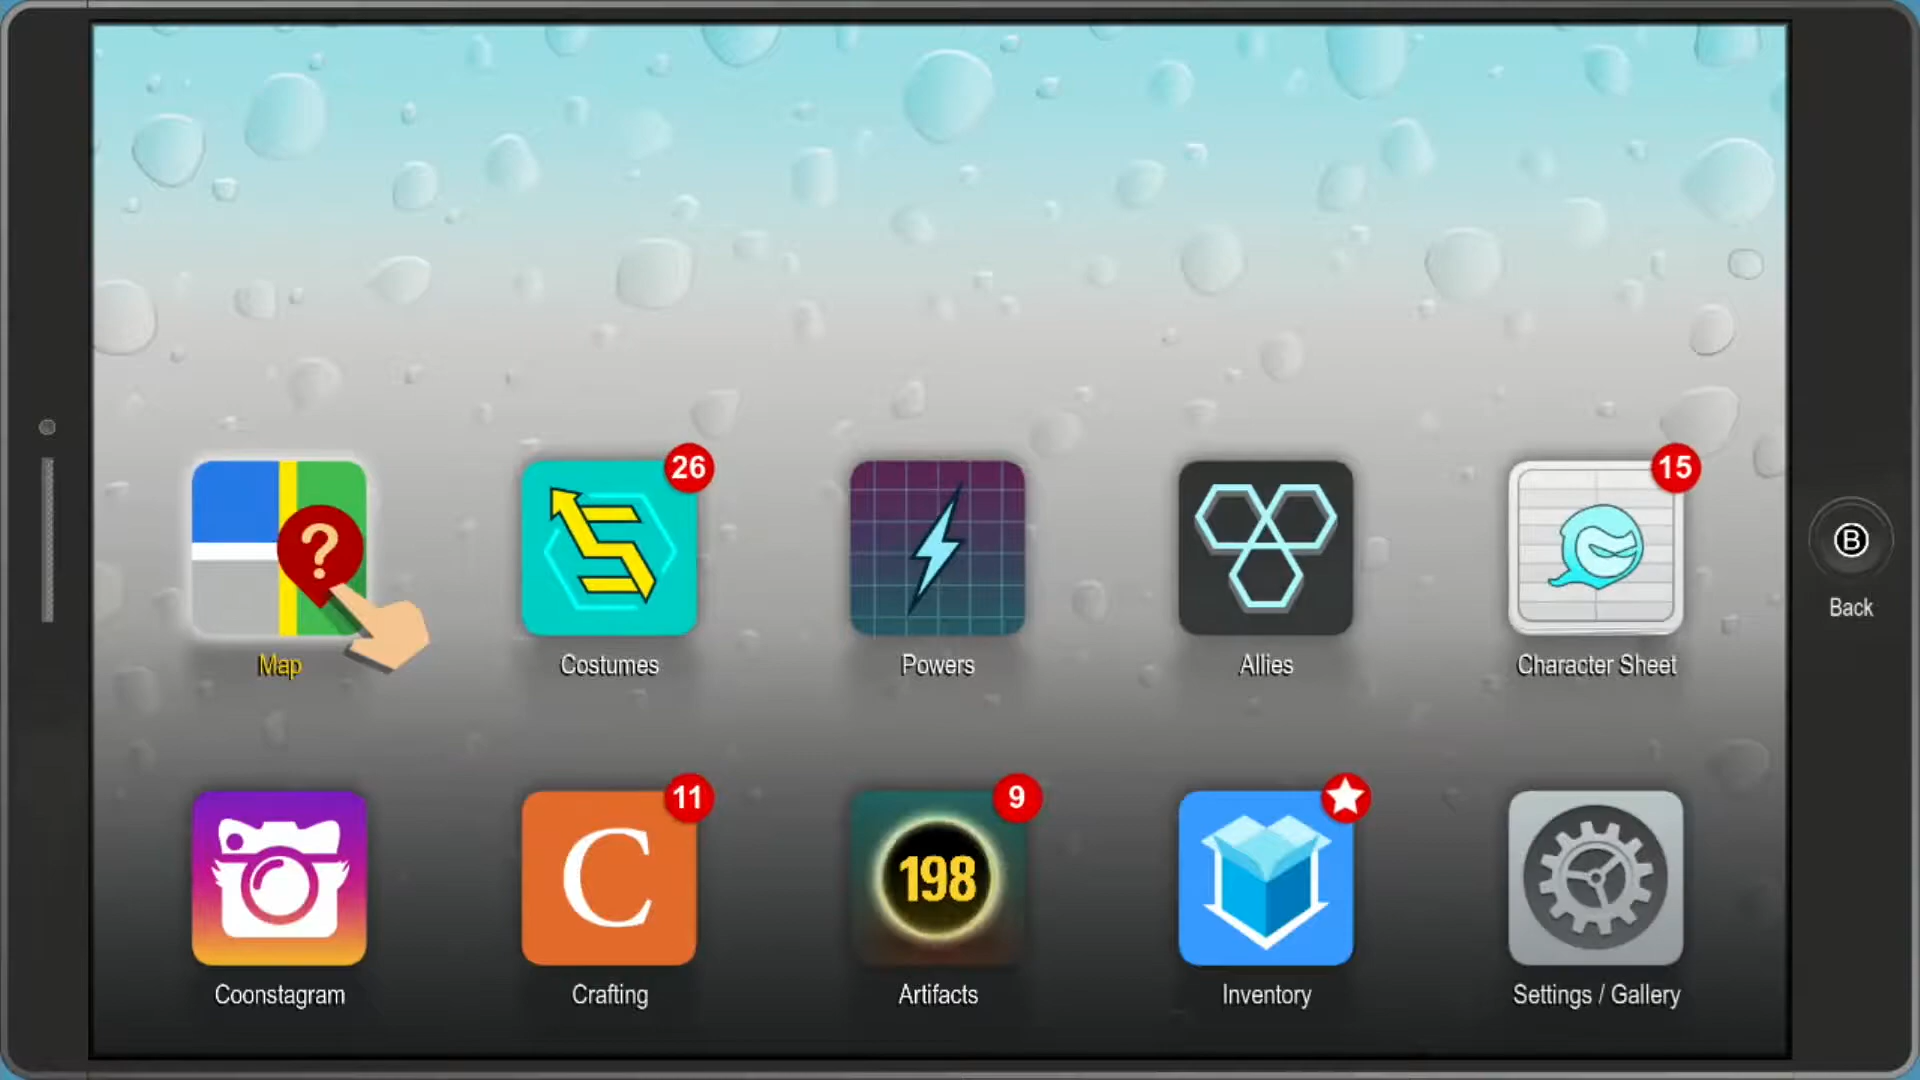 26
15
?
B
Back
Map
Costumes
Powers
Allies
Character Sheet
11
9
C
198
Coonstagram
Crafting
Artifacts
Inventory
Settings / Gallery